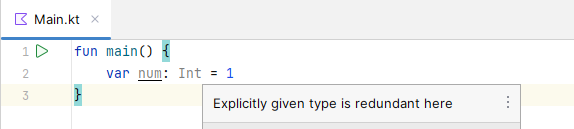 Main.kt ×
1 fun main() {
2     var num: Int = 1
3 }
Explicitly given type is redundant here